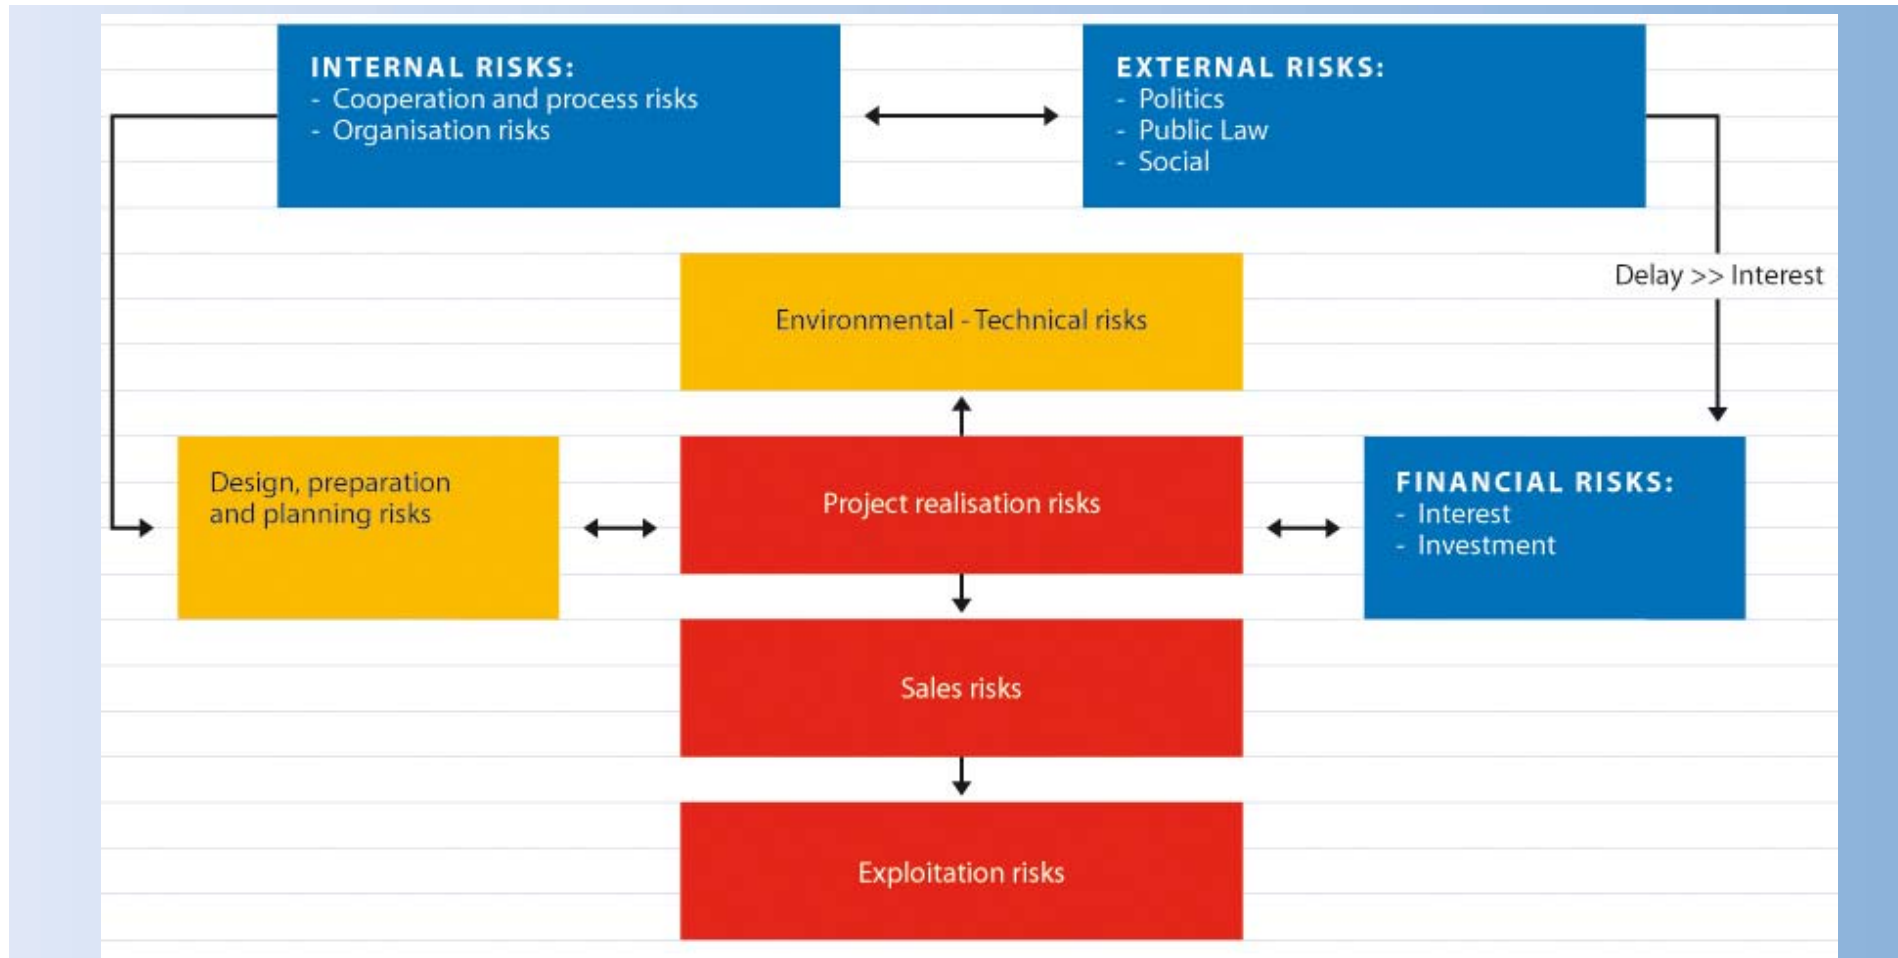 INTERNAL RISKS:
- Cooperation and process risks
- Organisation risks
EXTERNAL RISKS:
- Politics
- Public Law
- Social
Delay >> Interest
Environmental - Technical risks
Design, preparation
and planning risks
Project realisation risks
FINANCIAL RISKS:
- Interest
- Investment
Sales risks
Exploitation risks